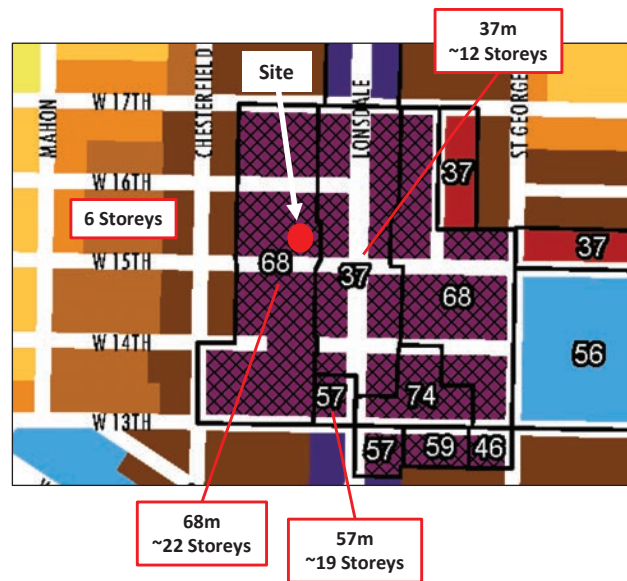 37m
~12 Storeys
Site
MAHON
CHESTERFIELD
LONSDALE
ST GEORGE
W 17TH
W 16TH
37
6 Storeys
W 15TH
68
37
68
37
56
W 14TH
57
74
W 13TH
57
59
46
68m
~22 Storeys
57m
~19 Storeys